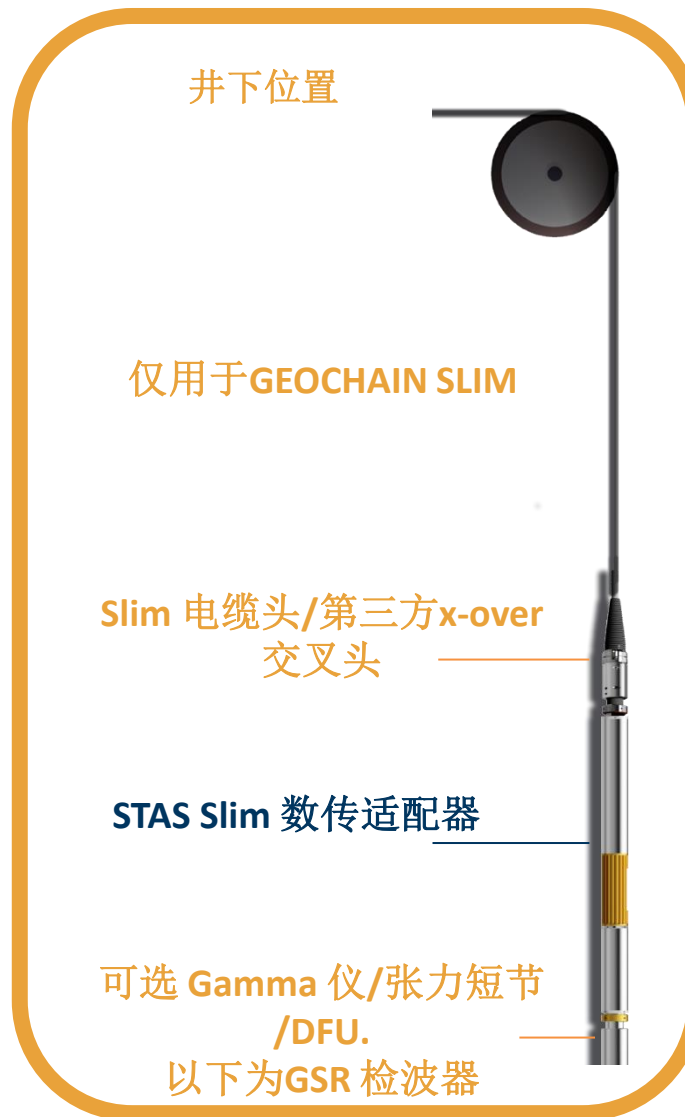 井下位置
仅用于GEOCHAIN SLIM
Slim 电缆头/第三方x-over
交叉头
STAS Slim 数传适配器
可选 Gamma 仪/张力短节
/DFU.
以下为GSR 检波器